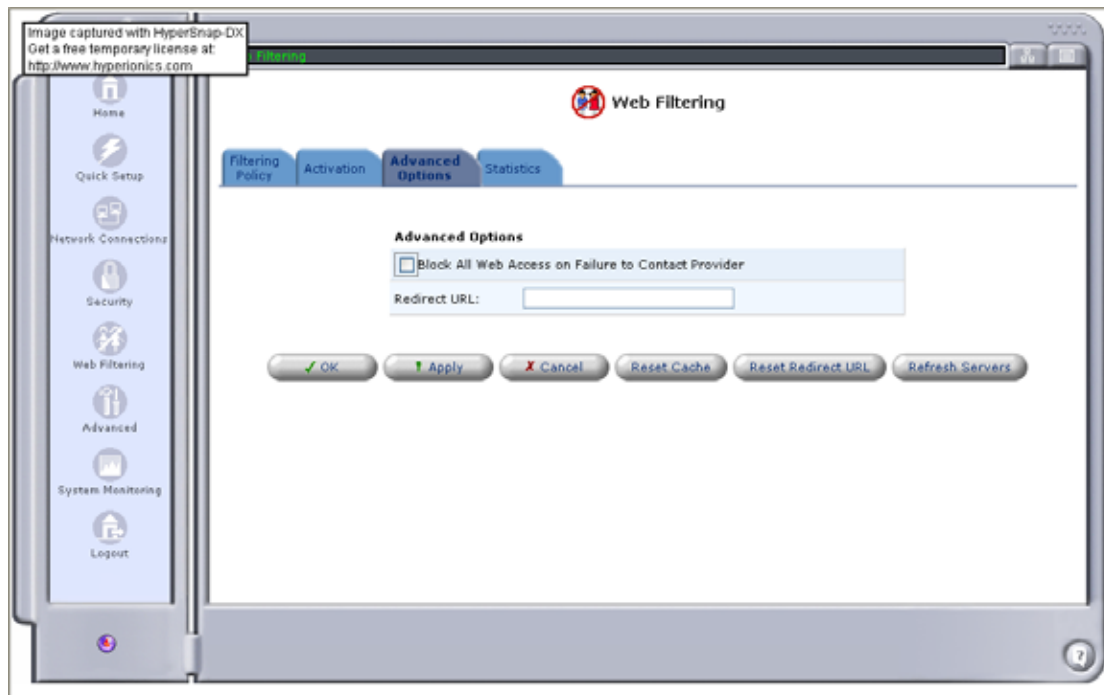 Image captured with HyperSnap-DX
Get a free temporary license at:
http://www.hyperionics.com
Filtering
Home
Quick Setup
Network Connections
Security
Web Filtering
Advanced
System Monitoring
Logout
Web Filtering
Filtering Policy
Activation
Advanced Options
Statistics
Advanced Options
Block All Web Access on Failure to Contact Provider
Redirect URL:
OK
Apply
Cancel
Reset Cache
Reset Redirect URL
Refresh Servers
?